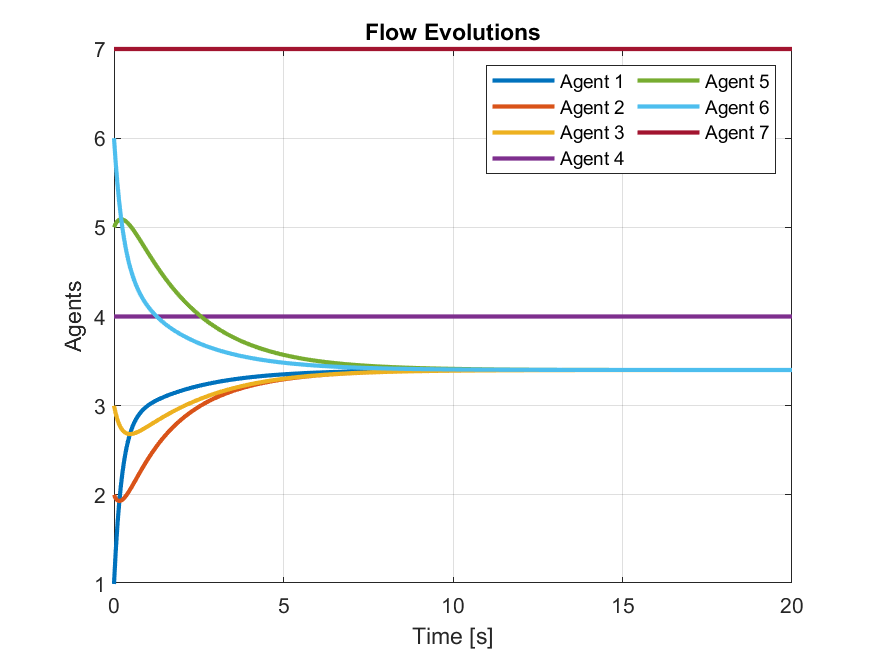 Flow Evolutions
7
6
5
4
3
2
1
Agents
Agent 1
Agent 2
Agent 3
Agent 4
Agent 5
Agent 6
Agent 7
0
5
10
15
20
Time [s]